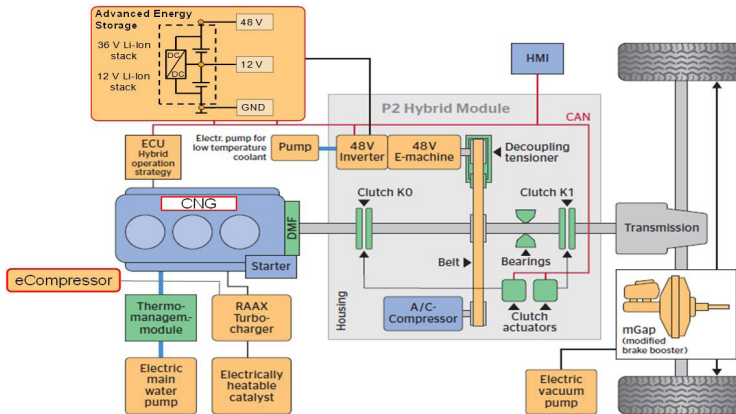 Advanced Energy
Storage
48 V
36 V Li-Ion
stack
DC
DC
12 V
12 V Li-Ion
stack
GND
HMI
P2 Hybrid Module
CAN
ECU
Hybrid
operation
strategy
Electr. pump for
low temperature
coolant
Pump
48V
Inverter
48V
E-machine
Decoupling
tensioner
CNG
DMF
Clutch K0
Clutch K1
Transmission
Starter
Belt
Bearings
eCompressor
Thermo-
managem.-
module
RAAX
Turbo-
charger
Housing
A/C-
Compressor
Clutch
actuators
mGap
(modified
brake booster)
Electric
main water
pump
Electrically
heatable
catalyst
Electric
vacuum
pump